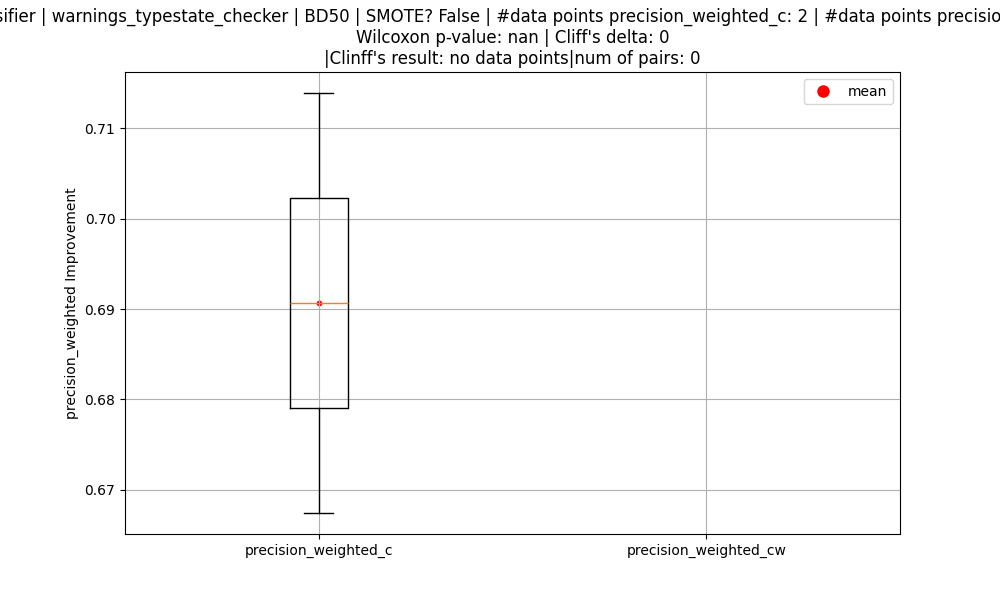 sifier | warnings_typestate_checker | BD50 | SMOTE? False | #data points precision_weighted_c: 2 | #data points precisio
Wilcoxon p-value: nan | Cliff's delta: 0
|Clinff's result: no data points|num of pairs: 0
mean
0.71
0.70
0.69
0.68
0.67
precision_weighted Improvement
precision_weighted_c
precision_weighted_cw